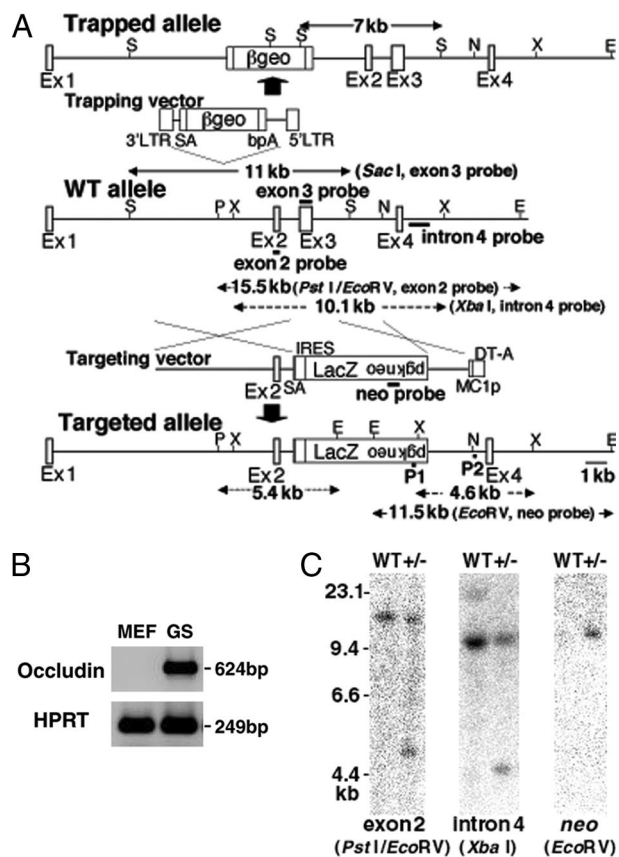 A
Trapped allele
7 kb
S S S S N X E
βgeo
Ex1 Ex2 Ex3 Ex4
Trapping vector
βgeo
3'LTR SA bpA 5'LTR
11 kb (Sac I, exon 3 probe)
WT allele
exon 3 probe
S P X S N X E
Ex1 Ex2 Ex3 Ex4
intron 4 probe
exon 2 probe
15.5 kb (Pst I/EcoRV, exon 2 probe)
10.1 kb (Xba I, intron 4 probe)
IRES
DT-A
Targeting vector
LacZ pgkneo
Ex2 SA
neo probe
MC1p
Targeted allele
P X E E X N X E
LacZ pgkneo
Ex1 Ex2 P1 P2 Ex4 1 kb
5.4 kb 4.6 kb
11.5 kb (EcoRV, neo probe)
B
MEF GS
Occludin -624bp
HPRT -249bp
C
WT +/- WT +/- WT +/-
23.1-
9.4 -
6.6 -
4.4 -
kb
exon 2 intron 4 neo
(Pst I/EcoRV) (Xba I) (EcoRV)